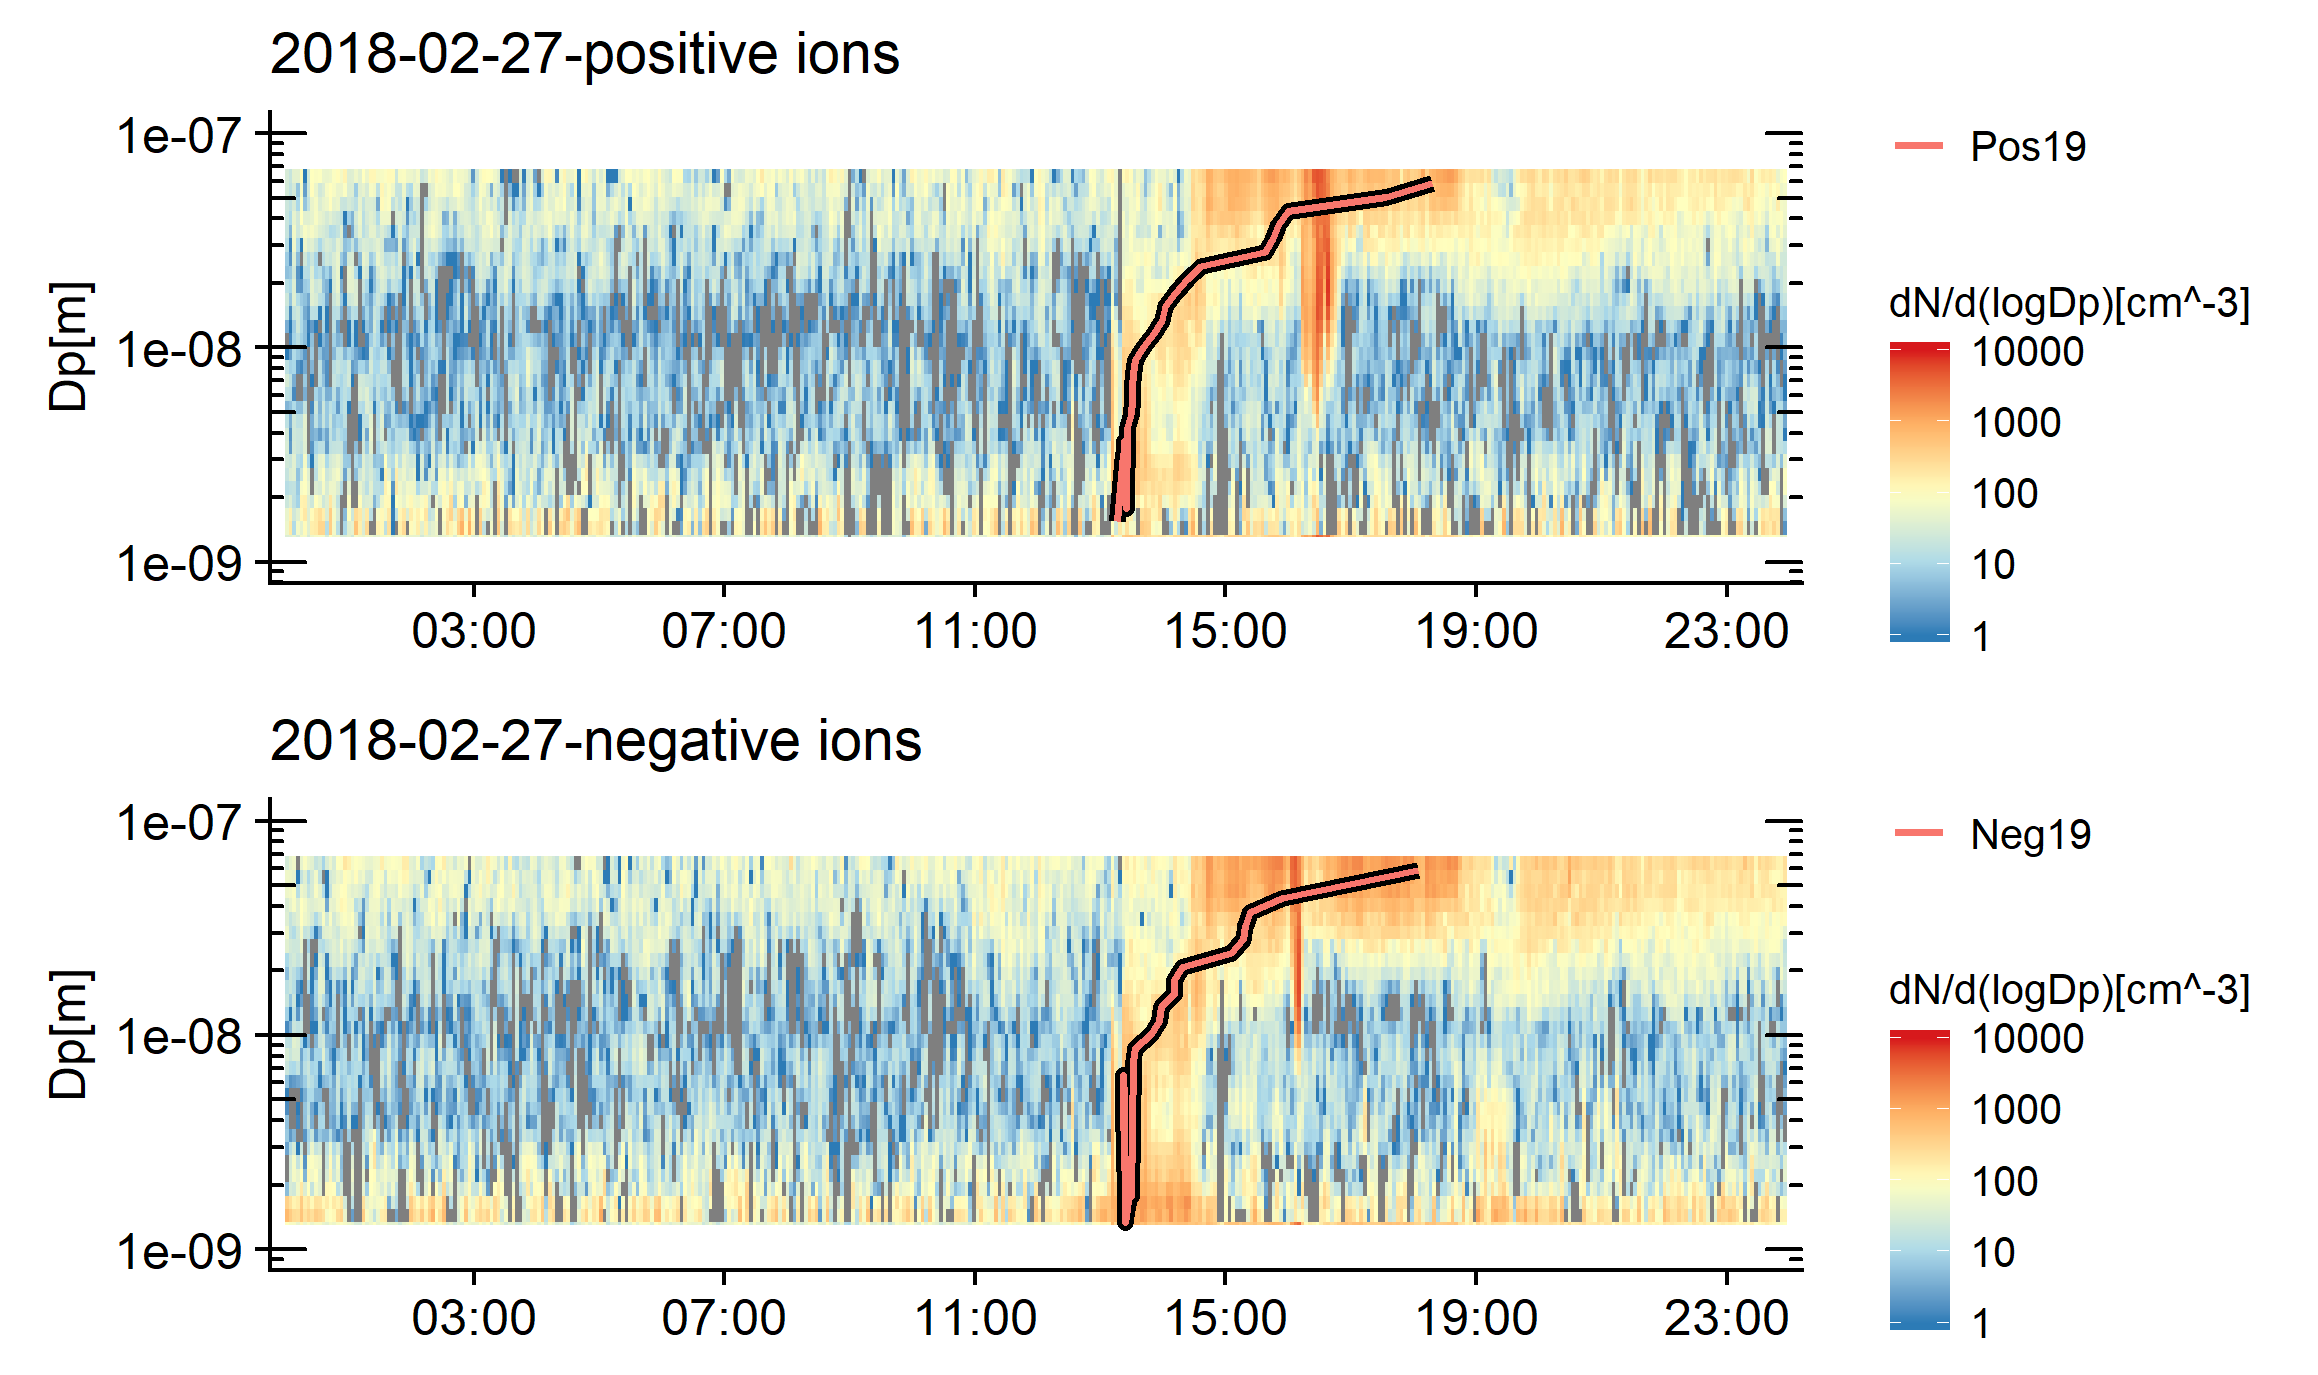 2018-02-27-positive ions
1e-07
1e-08
1e-09
Dp[m]
03:00 07:00 11:00 15:00 19:00 23:00
Pos19
dN/d(logDp)[cm^-3]
10000
1000
100
10
1
2018-02-27-negative ions
1e-07
1e-08
1e-09
Dp[m]
03:00 07:00 11:00 15:00 19:00 23:00
Neg19
dN/d(logDp)[cm^-3]
10000
1000
100
10
1